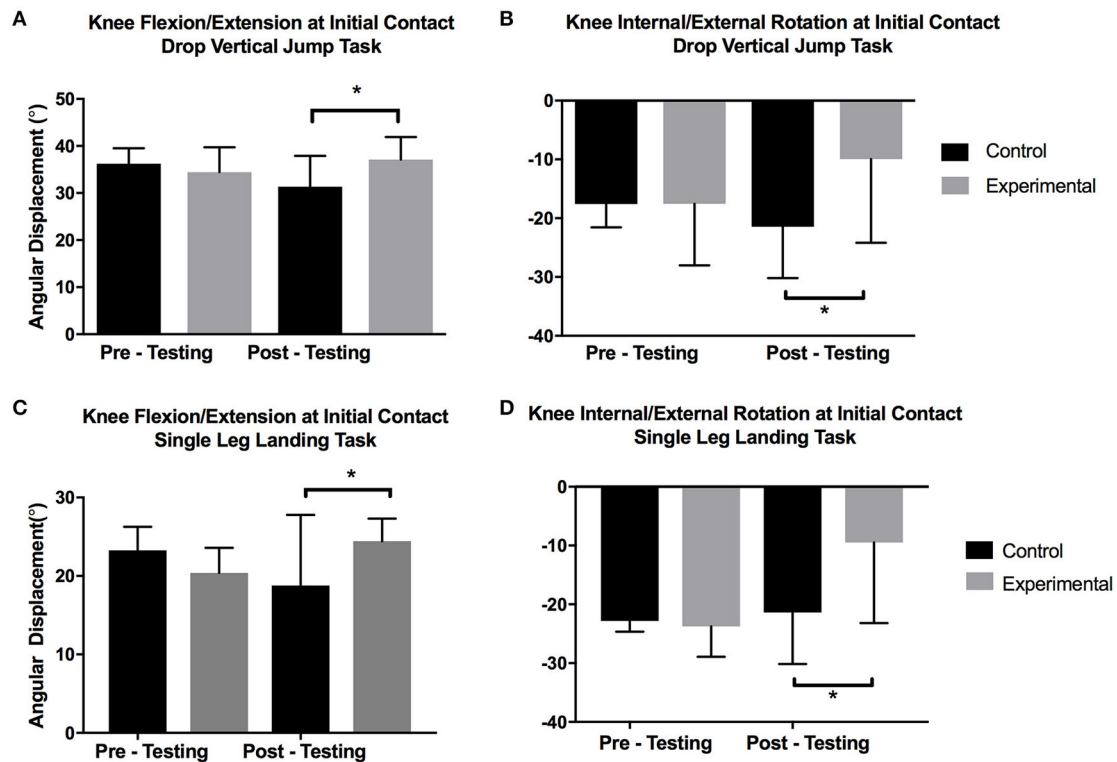 A
Knee Flexion/Extension at Initial Contact
Drop Vertical Jump Task
Angular Displacement (°)
50
40
30
20
10
0
*
Pre - Testing
Post - Testing
B
Knee Internal/External Rotation at Initial Contact
Drop Vertical Jump Task
0
-10
-20
-30
-40
*
Pre - Testing
Post - Testing
Control
Experimental
C
Knee Flexion/Extension at Initial Contact
Single Leg Landing Task
Angular Displacement(°)
30
20
10
0
*
Pre - Testing
Post - Testing
D
Knee Internal/External Rotation at Initial Contact
Single Leg Landing Task
0
-10
-20
-30
-40
*
Pre - Testing
Post - Testing
Control
Experimental